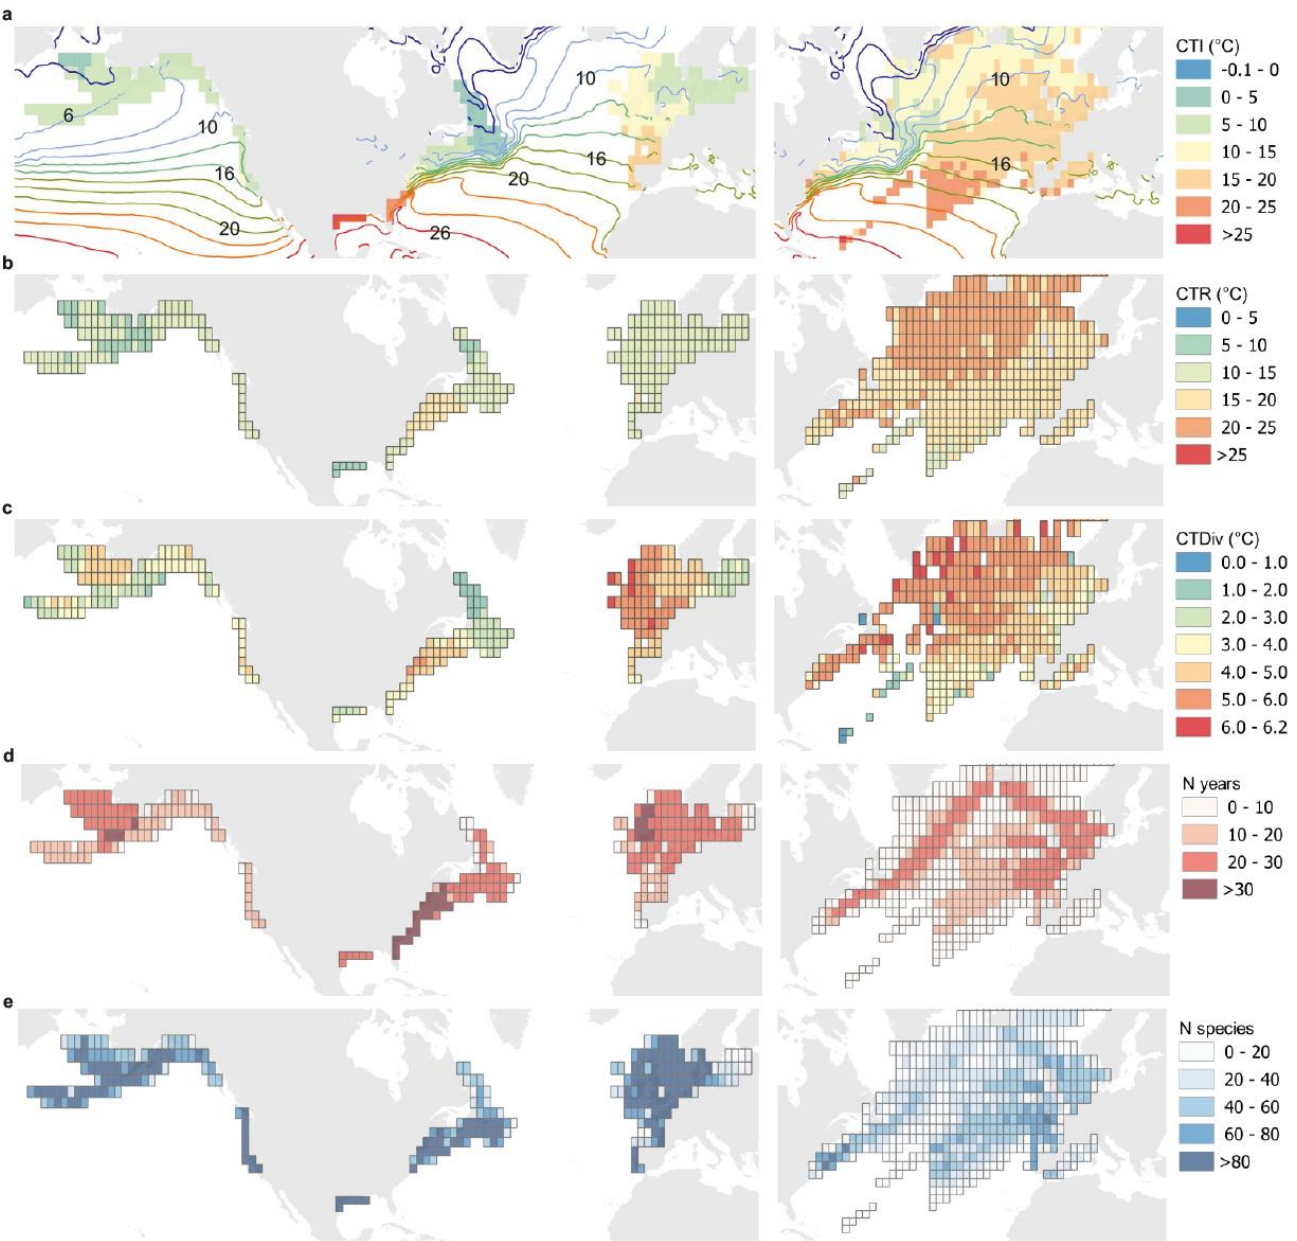 a
6
10
16
20
10
16
20
26
10
16
CTI (°C)
-0.1 - 0
0 - 5
5 - 10
10 - 15
15 - 20
20 - 25
>25
b
CTR (°C)
0 - 5
5 - 10
10 - 15
15 - 20
20 - 25
>25
c
CTDiv (°C)
0.0 - 1.0
1.0 - 2.0
2.0 - 3.0
3.0 - 4.0
4.0 - 5.0
5.0 - 6.0
6.0 - 6.2
d
N years
0 - 10
10 - 20
20 - 30
>30
e
N species
0 - 20
20 - 40
40 - 60
60 - 80
>80